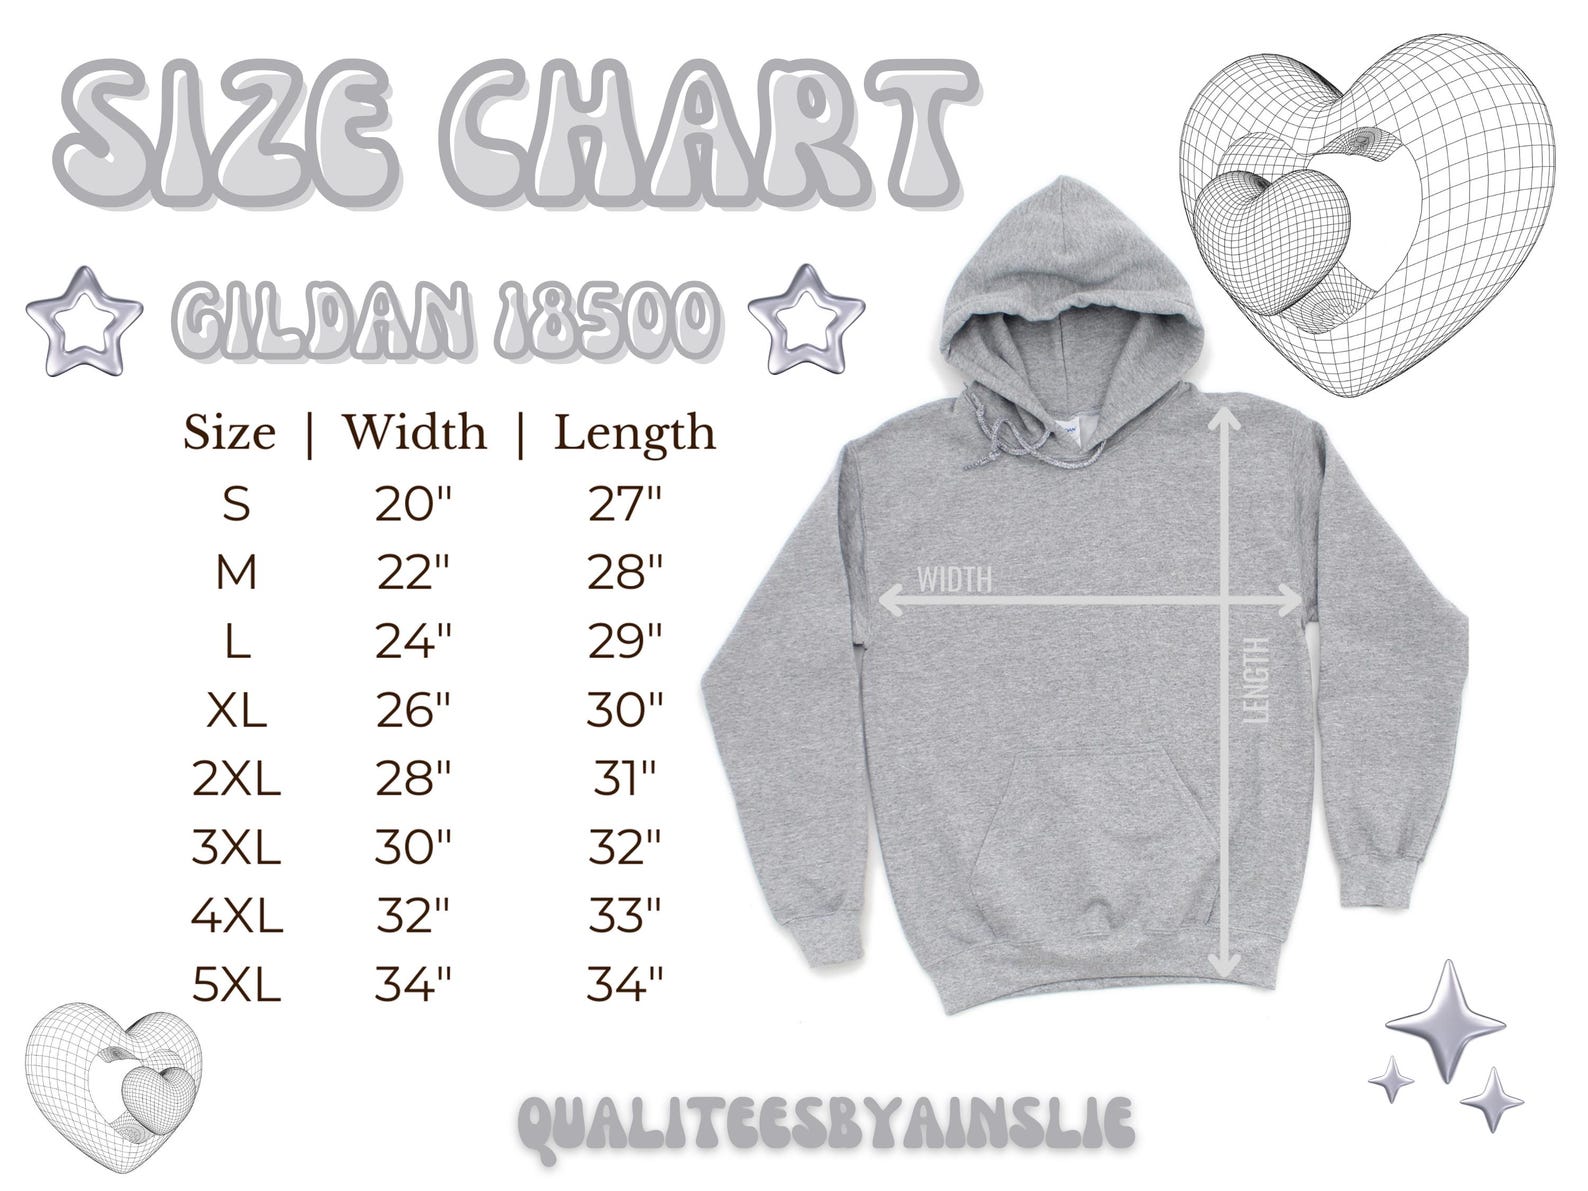 SIZE CHART
GILDAN 18500
Size | Width | Length
S 20" 27"
M 22" 28"
L 24" 29"
XL 26" 30"
2XL 28" 31"
3XL 30" 32"
4XL 32" 33"
5XL 34" 34"
WIDTH
LENGTH
QUALITEESBYAINSLIE